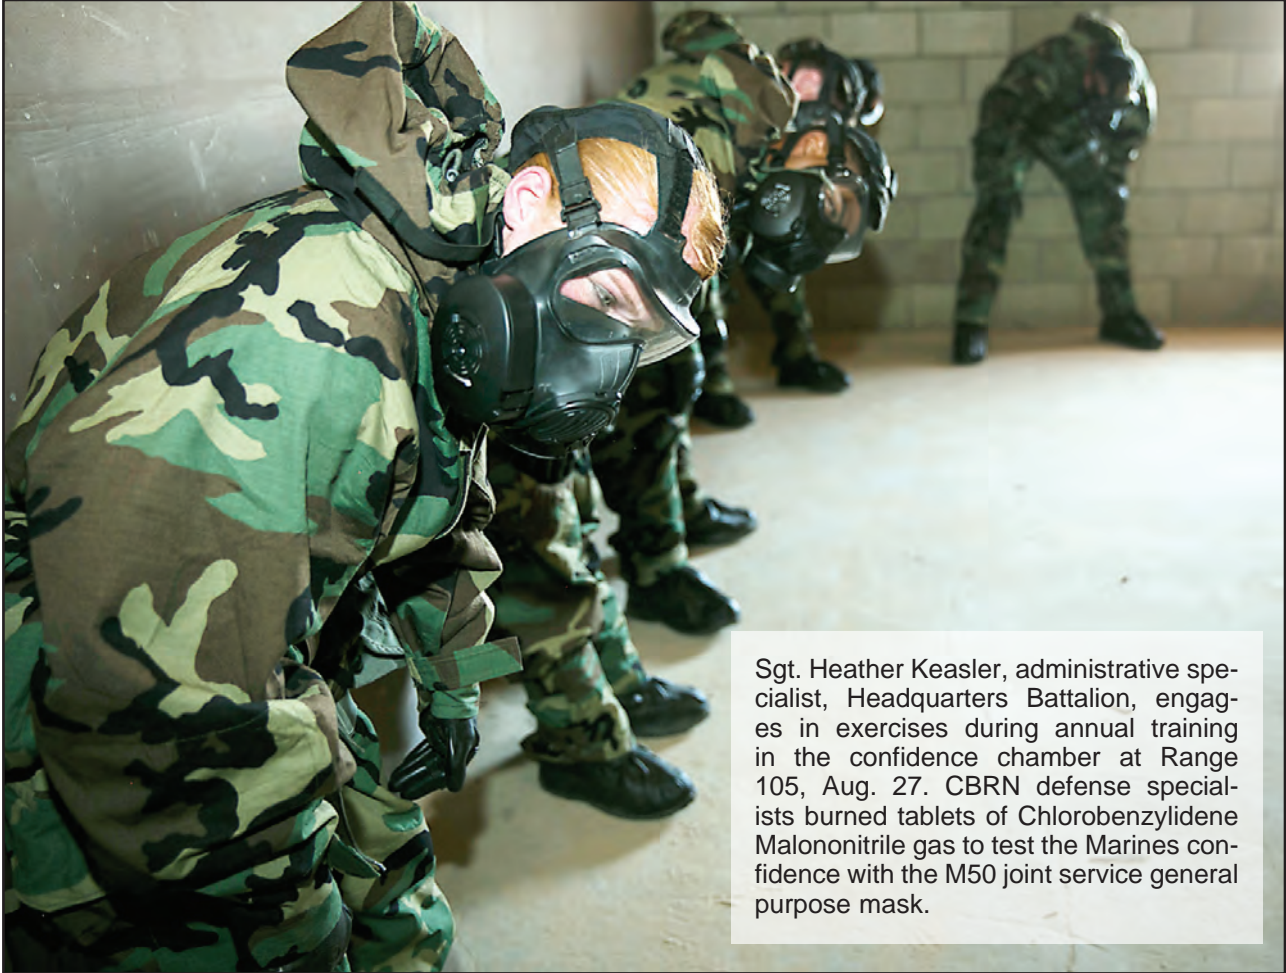 Sgt. Heather Keasler, administrative spe-
cialist, Headquarters Battalion, engag-
es in exercises during annual training
in the confidence chamber at Range
105, Aug. 27. CBRN defense special-
ists burned tablets of Chlorobenzylidene
Malononitrile gas to test the Marines con-
fidence with the M50 joint service general
purpose mask.